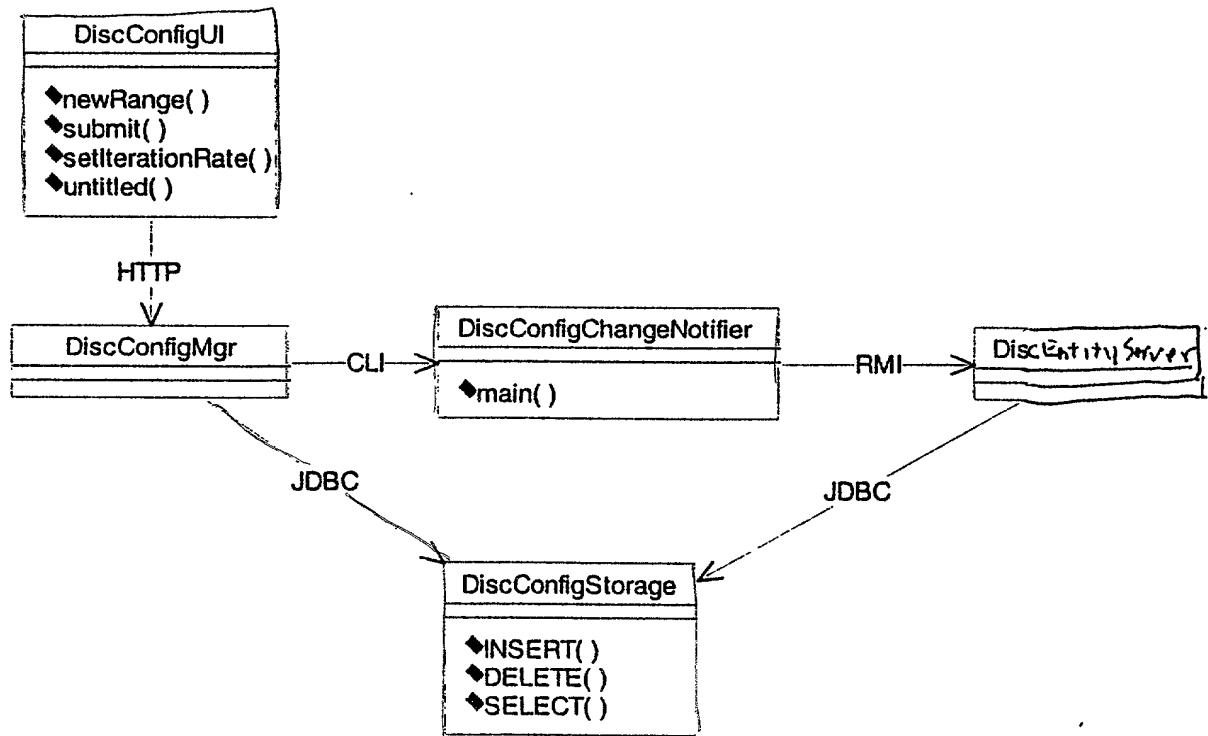 DiscConfigUI
newRange( )
submit( )
setIterationRate( )
untitled( )
HTTP
DiscConfigMgr
CLI
DiscConfigChangeNotifier
main( )
RMI
DiscEntityServer
JDBC
JDBC
DiscConfigStorage
INSERT( )
DELETE( )
SELECT( )